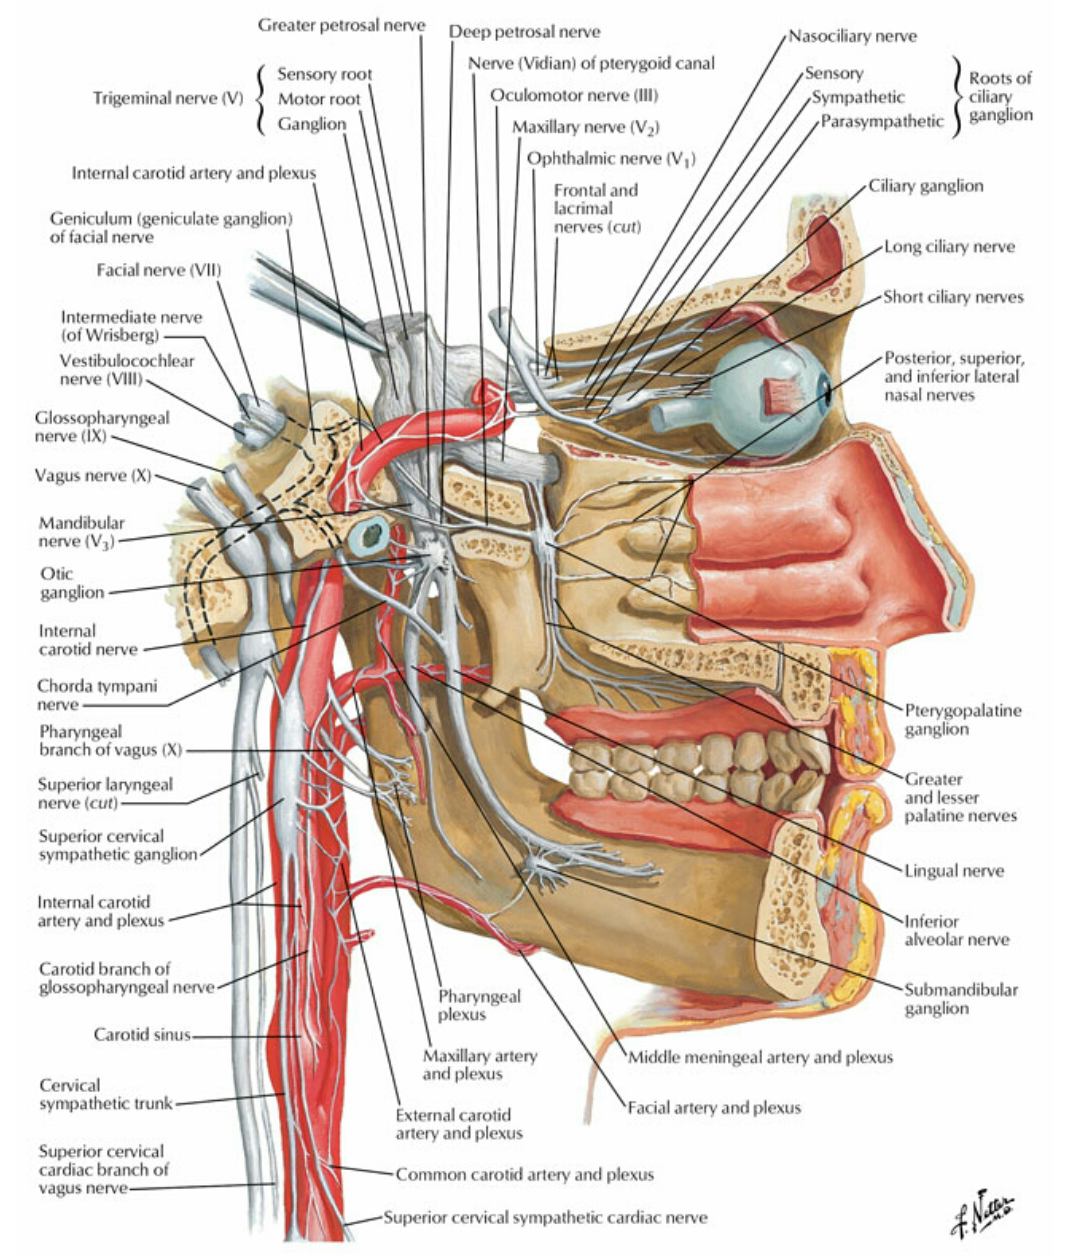 Greater petrosal nerve
Deep petrosal nerve
Nerve (Vidian) of pterygoid canal
Oculomotor nerve (III)
Maxillary nerve (V2)
Ophthalmic nerve (V1)
Frontal and
lacrimal
nerves (cut)
Trigeminal nerve (V)
Sensory root
Motor root
Ganglion
Internal carotid artery and plexus
Geniculum (geniculate ganglion)
of facial nerve
Facial nerve (VII)
Intermediate nerve
(of Wrisberg)
Vestibulocochlear
nerve (VIII)
Glossopharyngeal
nerve (IX)
Vagus nerve (X)
Mandibular
nerve (V3)
Otic
ganglion
Internal
carotid nerve
Chorda tympani
nerve
Pharyngeal
branch of vagus (X)
Superior laryngeal
nerve (cut)
Superior cervical
sympathetic ganglion
Internal carotid
artery and plexus
Carotid branch of
glossopharyngeal nerve
Carotid sinus
Cervical
sympathetic trunk
Superior cervical
cardiac branch of
vagus nerve
Nasociliary nerve
Sensory
Sympathetic
Parasympathetic
Roots of
ciliary
ganglion
Ciliary ganglion
Long ciliary nerve
Short ciliary nerves
Posterior, superior,
and inferior lateral
nasal nerves
Pterygopalatine
ganglion
Greater
and lesser
palatine nerves
Lingual nerve
Inferior
alveolar nerve
Submandibular
ganglion
Middle meningeal artery and plexus
Facial artery and plexus
Pharyngeal
plexus
Maxillary artery
and plexus
External carotid
artery and plexus
Common carotid artery and plexus
Superior cervical sympathetic cardiac nerve
F. Netter
M.D.